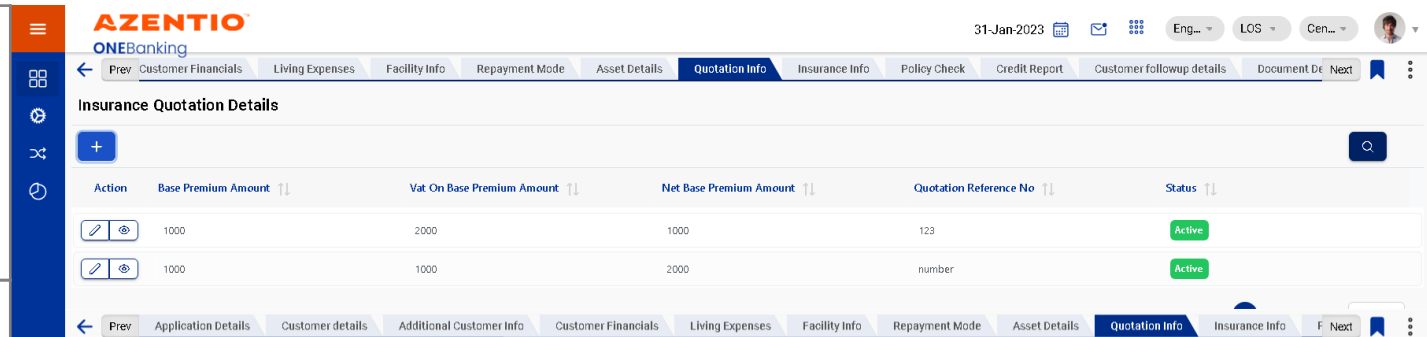 AZENTIO
ONEBanking
31-Jan-2023 Eng... LOS Cen...
Prev Customer Financials Living Expenses Facility Info Repayment Mode Asset Details Quotation Info Insurance Info Policy Check Credit Report Customer followup details Document De Next
Insurance Quotation Details
+
Action Base Premium Amount Vat On Base Premium Amount Net Base Premium Amount Quotation Reference No Status
1000 2000 1000 123 Active
1000 1000 2000 number Active
Prev Application Details Customer details Additional Customer Info Customer Financials Living Expenses Facility Info Repayment Mode Asset Details Quotation Info Insurance Info Next